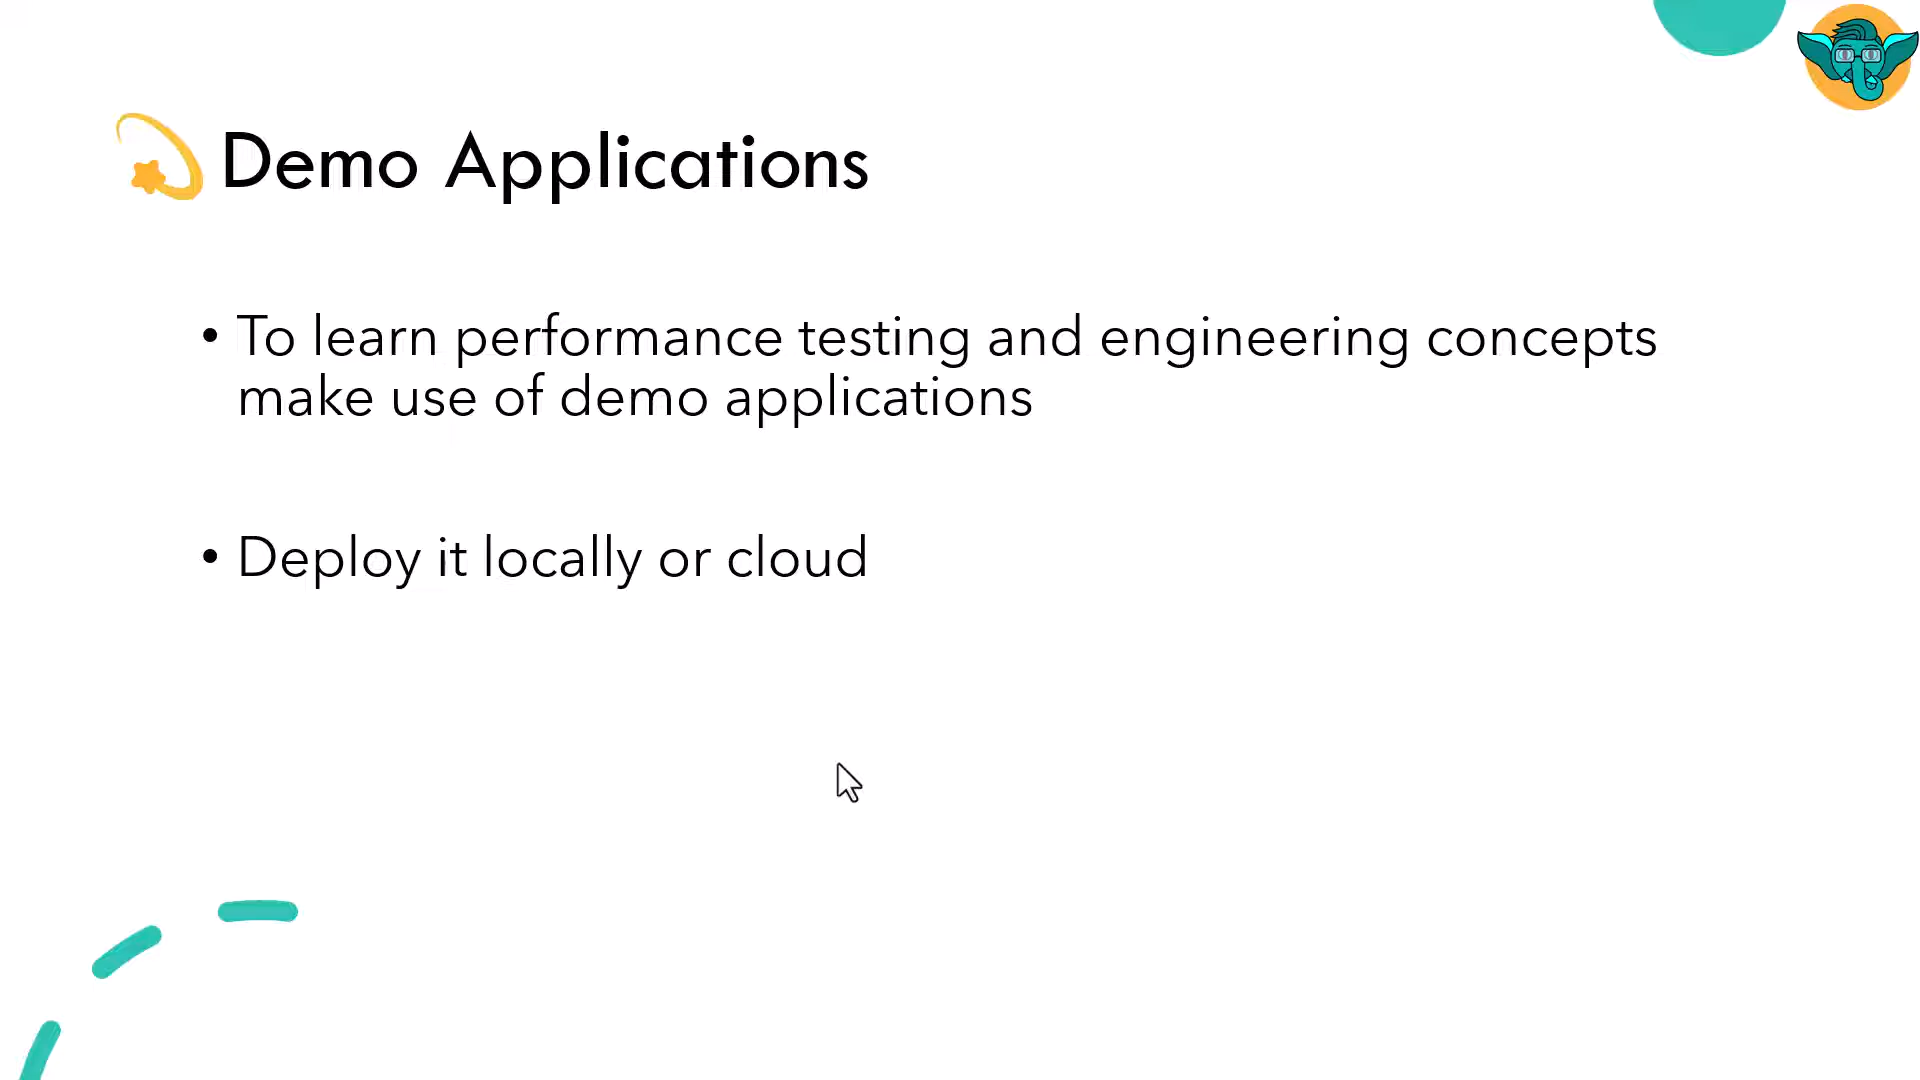 Demo Applications
• To learn performance testing and engineering concepts
make use of demo applications
• Deploy it locally or cloud